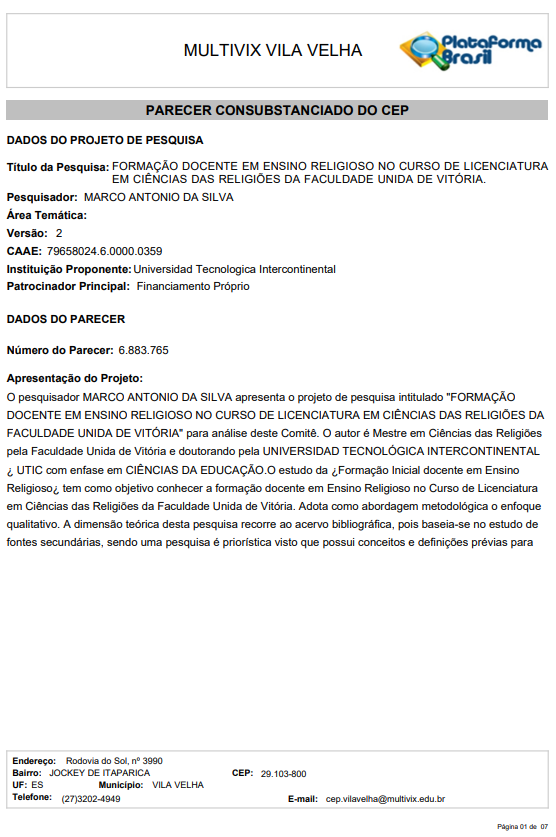 MULTIVIX VILA VELHA
Plataforma
Brasil
PARECER CONSUBSTANCIADO DO CEP
DADOS DO PROJETO DE PESQUISA
Título da Pesquisa: FORMAÇÃO DOCENTE EM ENSINO RELIGIOSO NO CURSO DE LICENCIATURA
EM CIÊNCIAS DAS RELIGIÕES DA FACULDADE UNIDA DE VITÓRIA.
Pesquisador: MARCO ANTONIO DA SILVA
Área Temática:
Versão: 2
CAAE: 79658024.6.0000.0359
Instituição Proponente: Universidad Tecnologica Intercontinental
Patrocinador Principal: Financiamento Próprio
DADOS DO PARECER
Número do Parecer: 6.883.765
Apresentação do Projeto:
O pesquisador MARCO ANTONIO DA SILVA apresenta o projeto de pesquisa intitulado "FORMAÇÃO
DOCENTE EM ENSINO RELIGIOSO NO CURSO DE LICENCIATURA EM CIÊNCIAS DAS RELIGIÕES DA
FACULDADE UNIDA DE VITÓRIA" para análise deste Comitê. O autor é Mestre em Ciências das Religiões
pela Faculdade Unida de Vitória e doutorando pela UNIVERSIDAD TECNOLÓGICA INTERCONTINENTAL
¿ UTIC com enfase em CIÊNCIAS DA EDUCAÇÃO.O estudo da ¿Formação Inicial docente em Ensino
Religioso¿ tem como objetivo conhecer a formação docente em Ensino Religioso no Curso de Licenciatura
em Ciências das Religiões da Faculdade Unida de Vitória. Adota como abordagem metodológica o enfoque
qualitativo. A dimensão teórica desta pesquisa recorre ao acervo bibliográfica, pois baseia-se no estudo de
fontes secundárias, sendo uma pesquisa é priorística visto que possui conceitos e definições prévias para
Endereço: Rodovia do Sol, nº 3990
Bairro: JOCKEY DE ITAPARICA CEP: 29.103-800
UF: ES Município: VILA VELHA
Telefone: (27)3202-4949 E-mail: cep.vilavelha@multivix.edu.br
Página 01 de 07